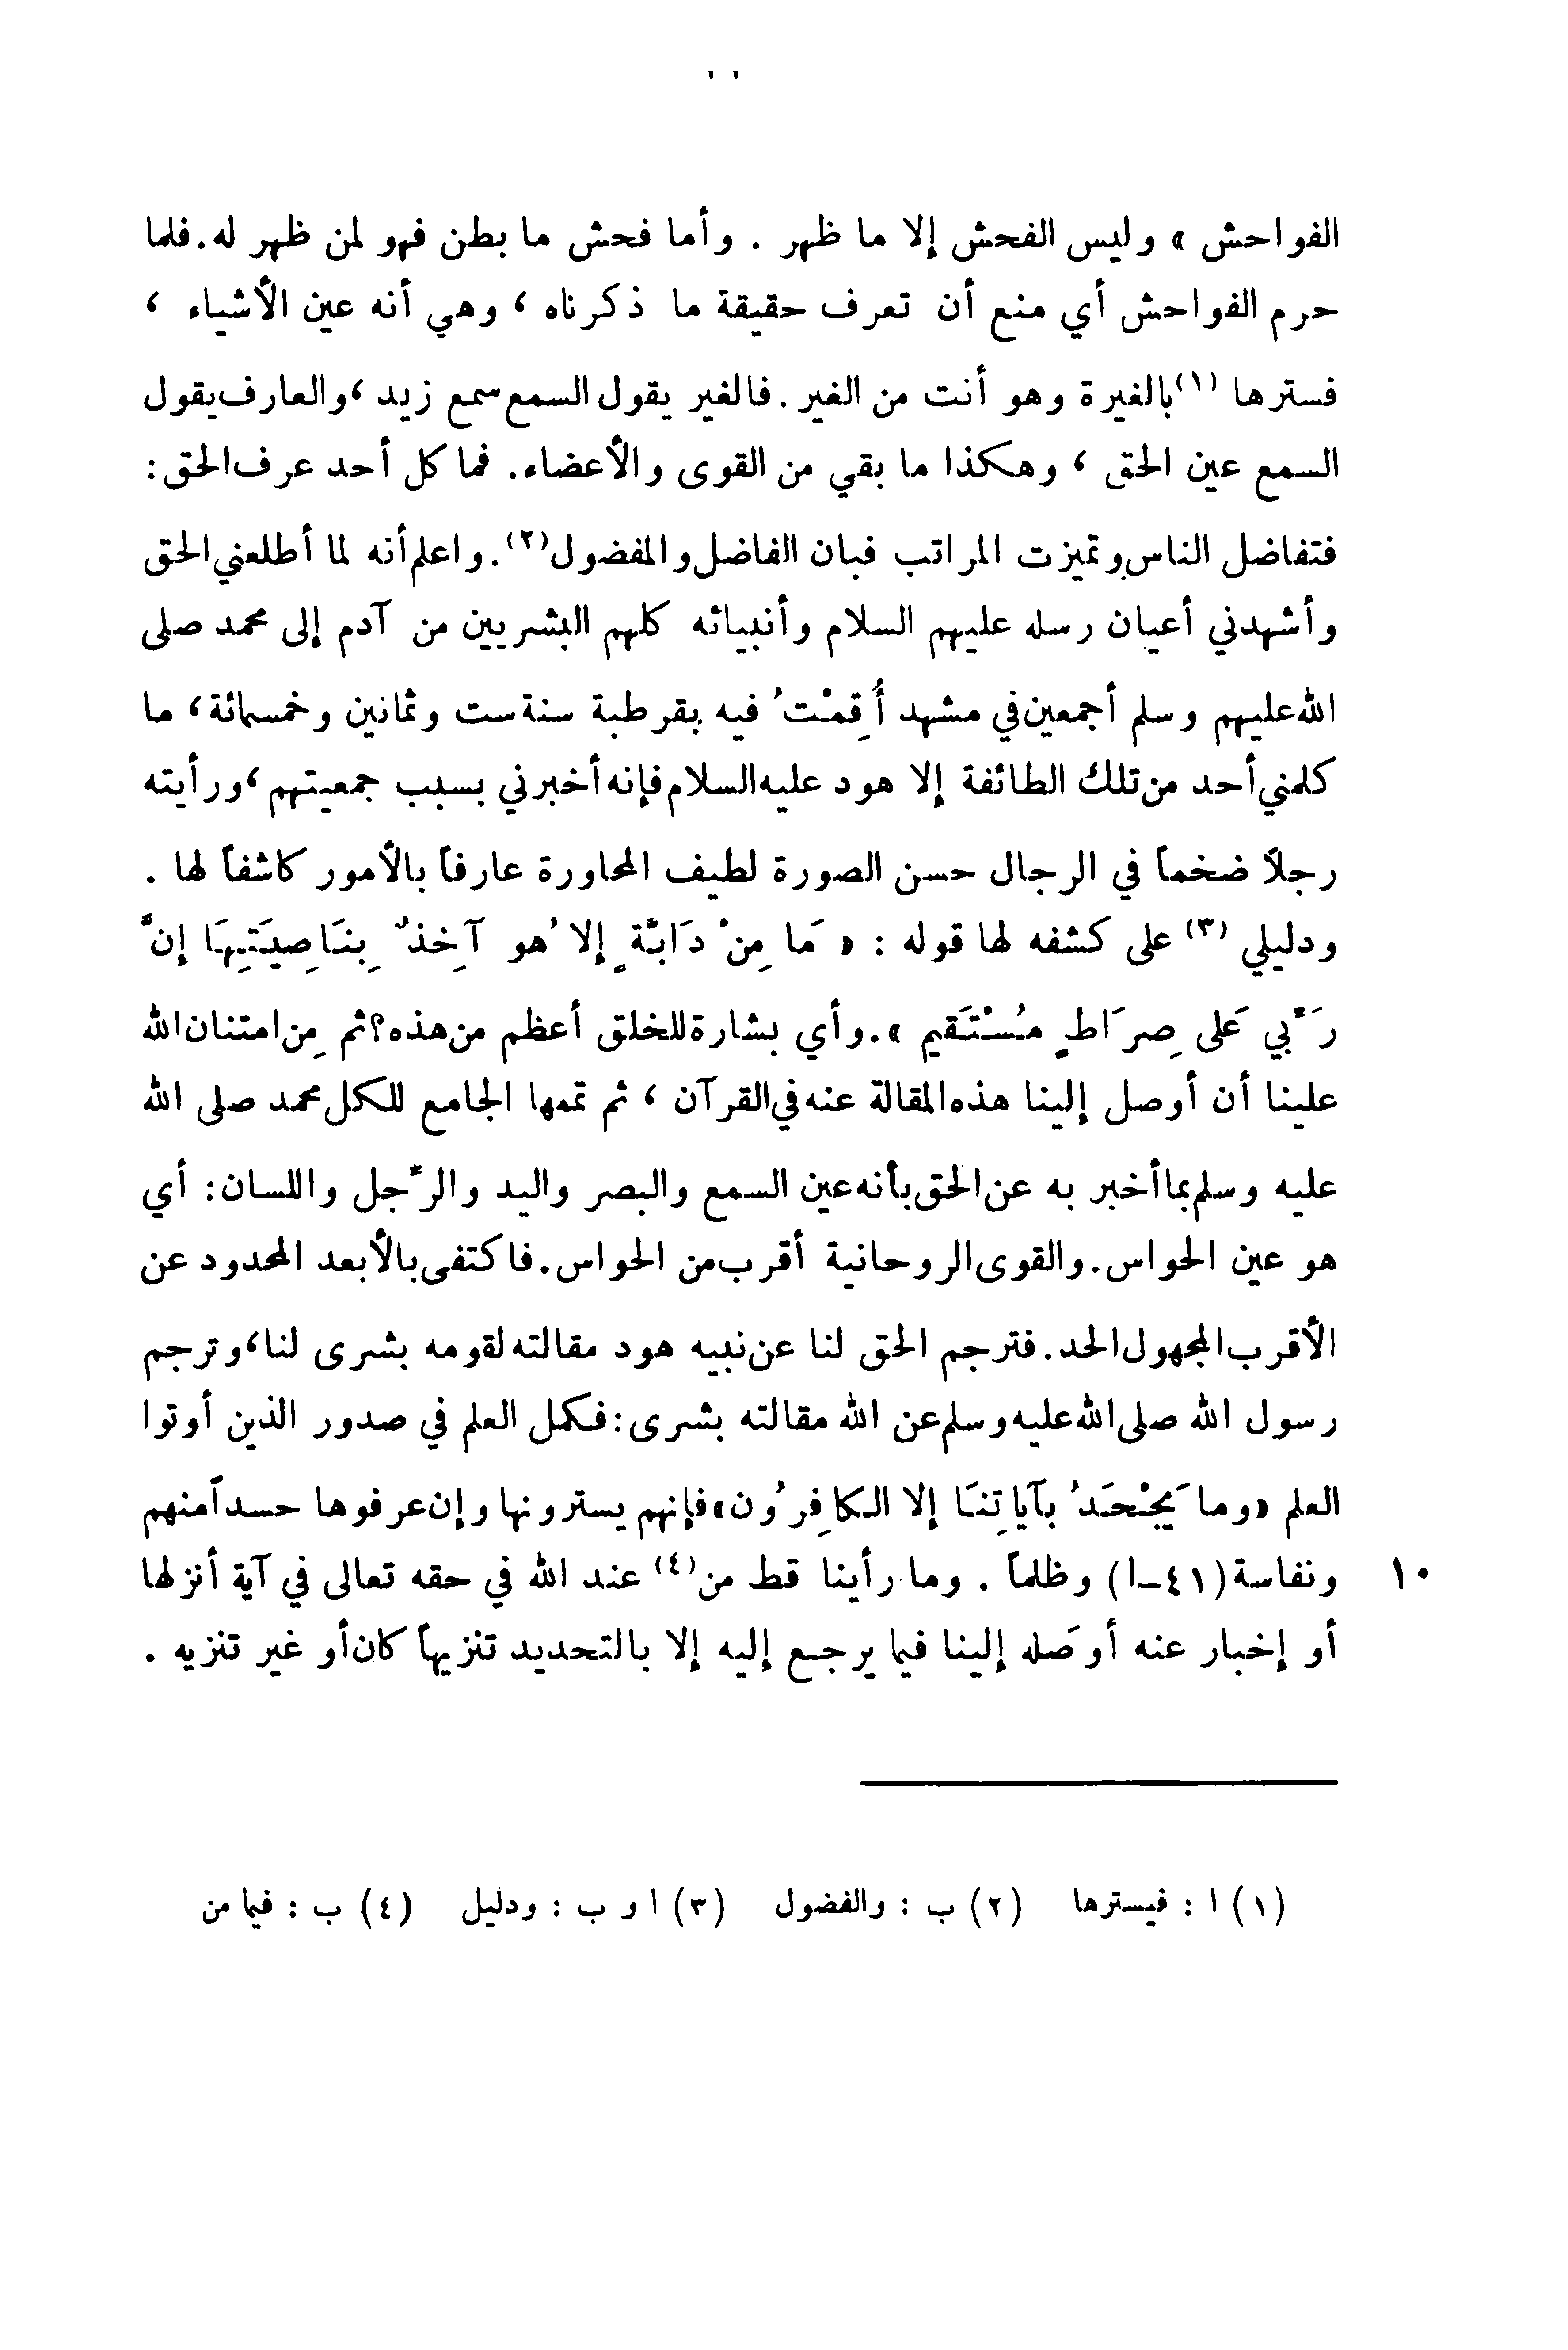 الفواحش » وليس الفحش إلا ما ظهر . وأما فحش ما بطن فهو لمن ظهر له. فلما
حرم الفواحش أي منع أن تعرف حقيقة ما ذكرناه ، وهي أنه عين الأشياء ،
فسترها (١) بالغيرة وهو أنت من الغير . فالغير يقول السمع سمع زيد ، والعارف يقول
السمع عين الحق ، وهكذا ما بقي من القوى والأعضاء. فما كل أحد عرف الحق :
فتفاضل الناس وتميزت المراتب فبان الفاضل والمفضول (٢) . واعلم أنه لما أطلعني الحق
وأشهدني أعيان رسله عليهم السلام وأنبيائه كلهم البشريين من آدم إلى محمد صلى
الله عليهم وسلم أجمعين في مشهد أُقِمْتُ فيه بقرطبة سنة ست وثمانين وخمسمائة ، ما
كلمني أحد من تلك الطائفة إلا هود عليه السلام فإنه أخبرني بسبب جمعيتهم ، ورأيته
رجلاً ضخماً في الرجال حسن الصورة لطيف المحاورة عارفاً بالأمور كاشفاً لها .
ودليلي (٣) على كشفه لها قوله : « مَا مِنْ دَابَّةٍ إلا هُو آخِذٌ بِنَاصِيَتِهَا إنَّ
رَبِّي عَلى صِرَاطٍ مُسْتَقيم » . وأي بشارة للخلق أعظم من هذه ؟ ثم مِن امتنان الله
علينا أن أوصل إلينا هذه المقالة عنه في القرآن ، ثم تممها الجامع للكل محمد صلى الله
عليه وسلم بما أخبر به عن الحق بأنه عين السمع والبصر واليد والرِّجل واللسان : أي
هو عين الحواس. والقوى الروحانية أقرب من الحواس. فاكتفى بالأبعد المحدود عن
الأقرب المجهول الحد. فترجم الحق لنا عن نبيه هود مقالته لقومه بشرى لنا ، وترجم
رسول الله صلى الله عليه وسلم عن الله مقالته بشرى : فكمل العلم في صدور الذين أوتوا
العلم « وما يَجْحَدُ بآياتِنَا إلا الكافِرُون » فإنهم يسترونها وإن عرفوها حسداً منهم
ونفاسة (٤١-ا) وظلماً . وما رأينا قط من (٤) عند الله في حقه تعالى في آية أنزلها ١٠
أو إخبار عنه أوصَله إلينا فيما يرجع إليه إلا بالتحديد تنزيهاً كان أو غير تنزيه .
(١) ا : فيسترها (٢) ب : والفضول (٣) ا و ب : ودليل (٤) ب : فيما من